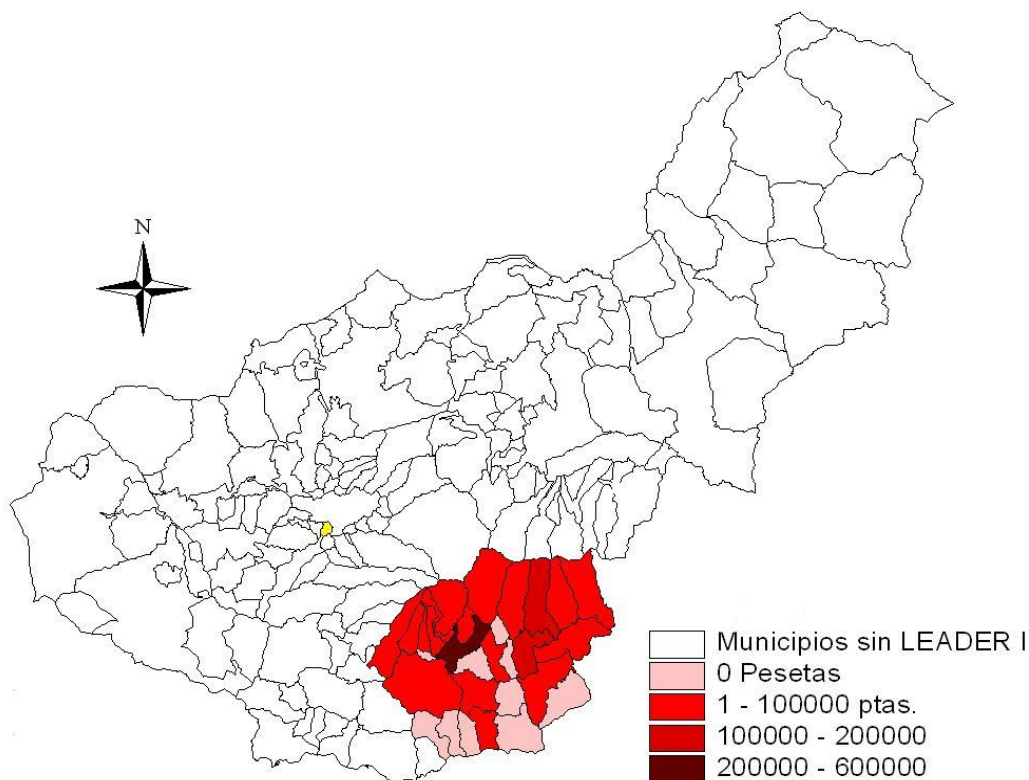 N
Municipios sin LEADER I
0 Pesetas
1 - 100000 ptas.
100000 - 200000
200000 - 600000